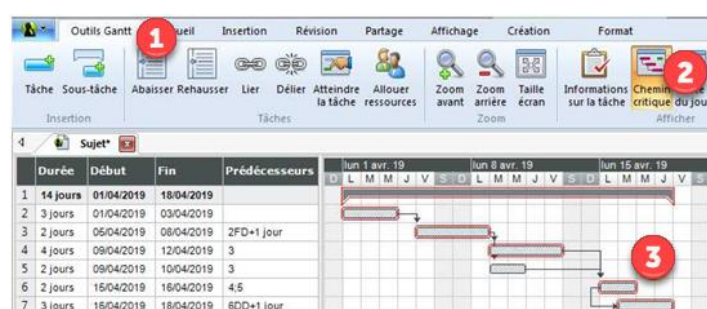 Outils Gantt
Insertion Révision Partage Affichage Création Format
1
2
Tâche Sous-tâche Abaisser Rehausser Lier Délier Atteindre la tâche Allouer ressources Zoom avant Zoom arrière Taille écran Informations sur la tâche Chemin critique du jour
Insertion Tâches Zoom Afficher
Sujet*
Durée Début Fin Prédécesseurs lun 1 avr. 19 lun 8 avr. 19 lun 15 avr. 19
D L M M J V S D L M M J V S D L M M J V S
1 14 jours 01/04/2019 18/04/2019
2 3 jours 01/04/2019 03/04/2019
3 2 jours 05/04/2019 08/04/2019 2FD+1 jour
4 4 jours 09/04/2019 12/04/2019 3
5 2 jours 09/04/2019 10/04/2019 3
3
6 2 jours 15/04/2019 16/04/2019 4;5
7 3 jours 16/04/2019 18/04/2019 6DD+1 jour